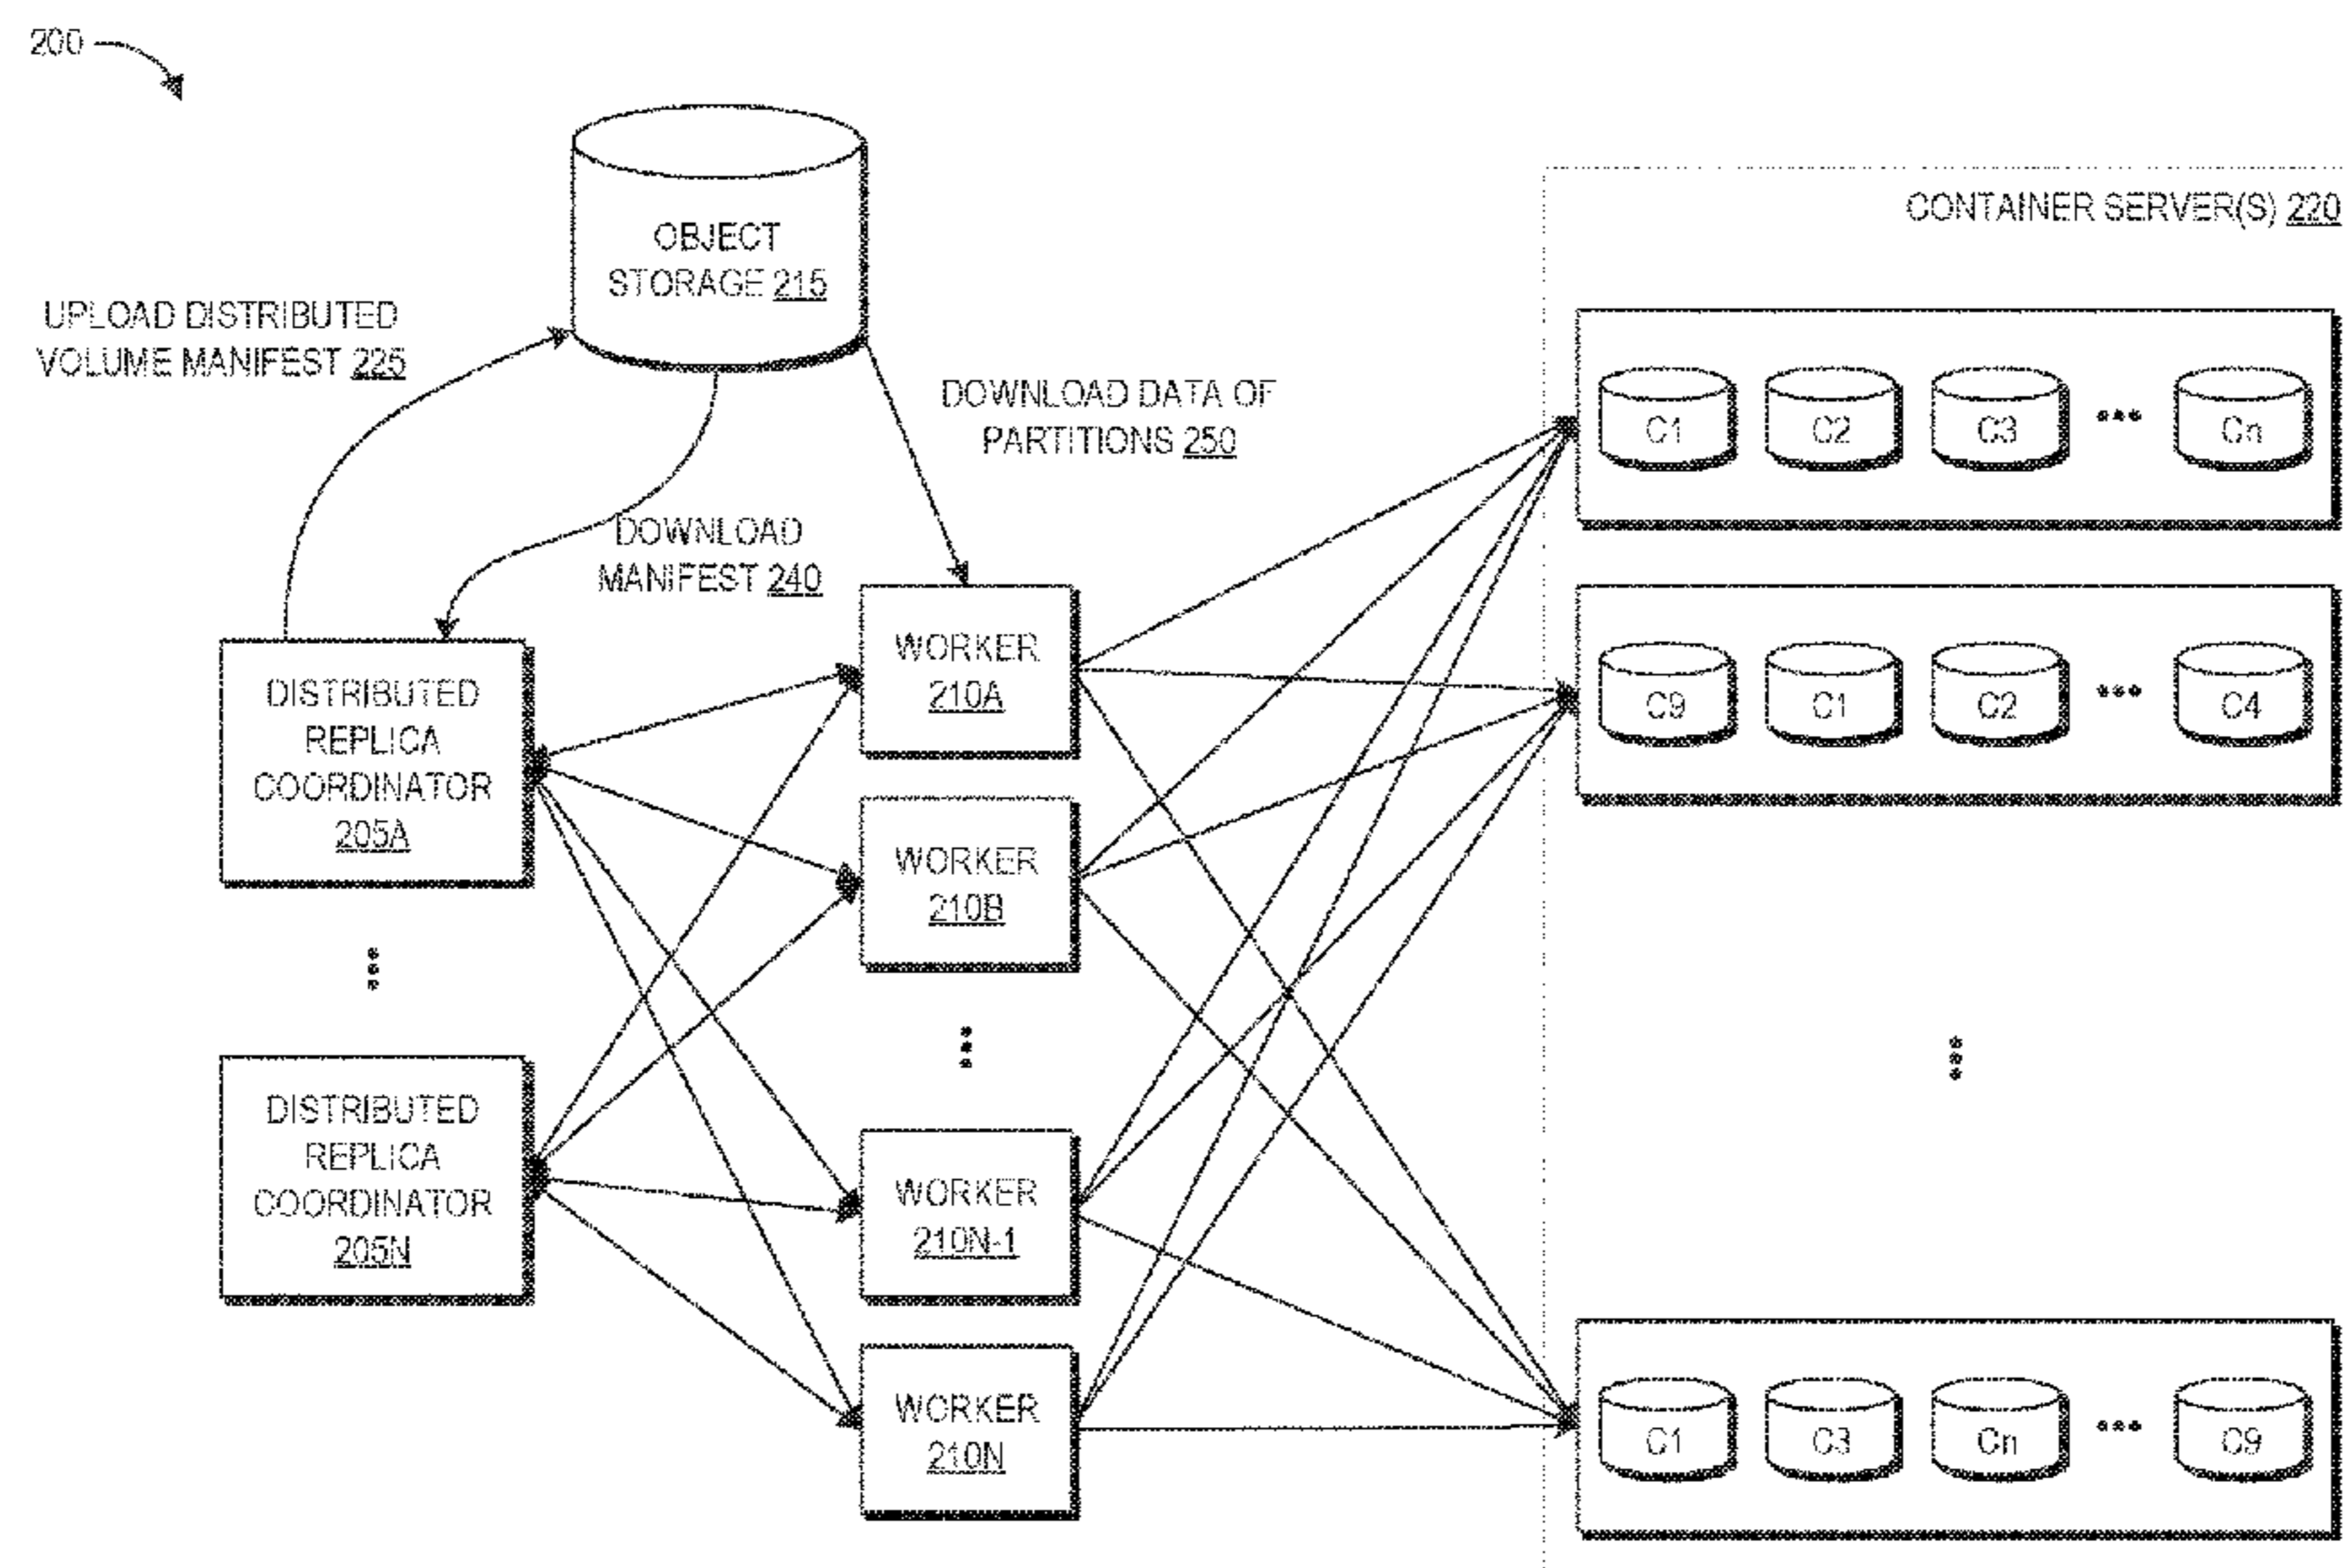 200
OBJECT
STORAGE 215
CONTAINER SERVER(S) 220
UPLOAD DISTRIBUTED
VOLUME MANIFEST 225
DOWNLOAD DATA OF
PARTITIONS 250
C1 C2 C3 ••• Cn
DOWNLOAD
MANIFEST 240
DISTRIBUTED
REPLICA
COORDINATOR
205A
WORKER
210A
C9 C1 C2 ••• C4
WORKER
210B
DISTRIBUTED
REPLICA
COORDINATOR
205N
WORKER
210N-1
WORKER
210N
C1 C3 Cn ••• C9